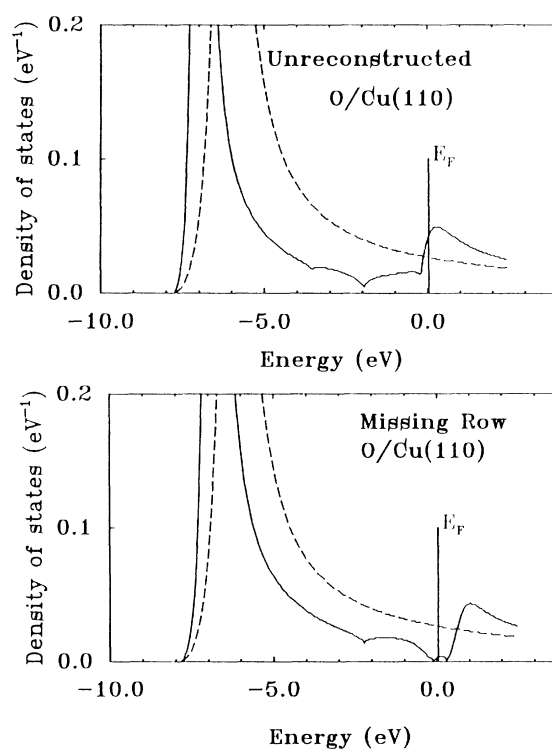 0.2
Unreconstructed
O/Cu(110)
E_F
0.1
0.0
Density of states (eV⁻¹)
−10.0 −5.0 0.0
Energy (eV)
0.2
Missing Row
O/Cu(110)
E_F
0.1
0.0
Density of states (eV⁻¹)
−10.0 −5.0 0.0
Energy (eV)